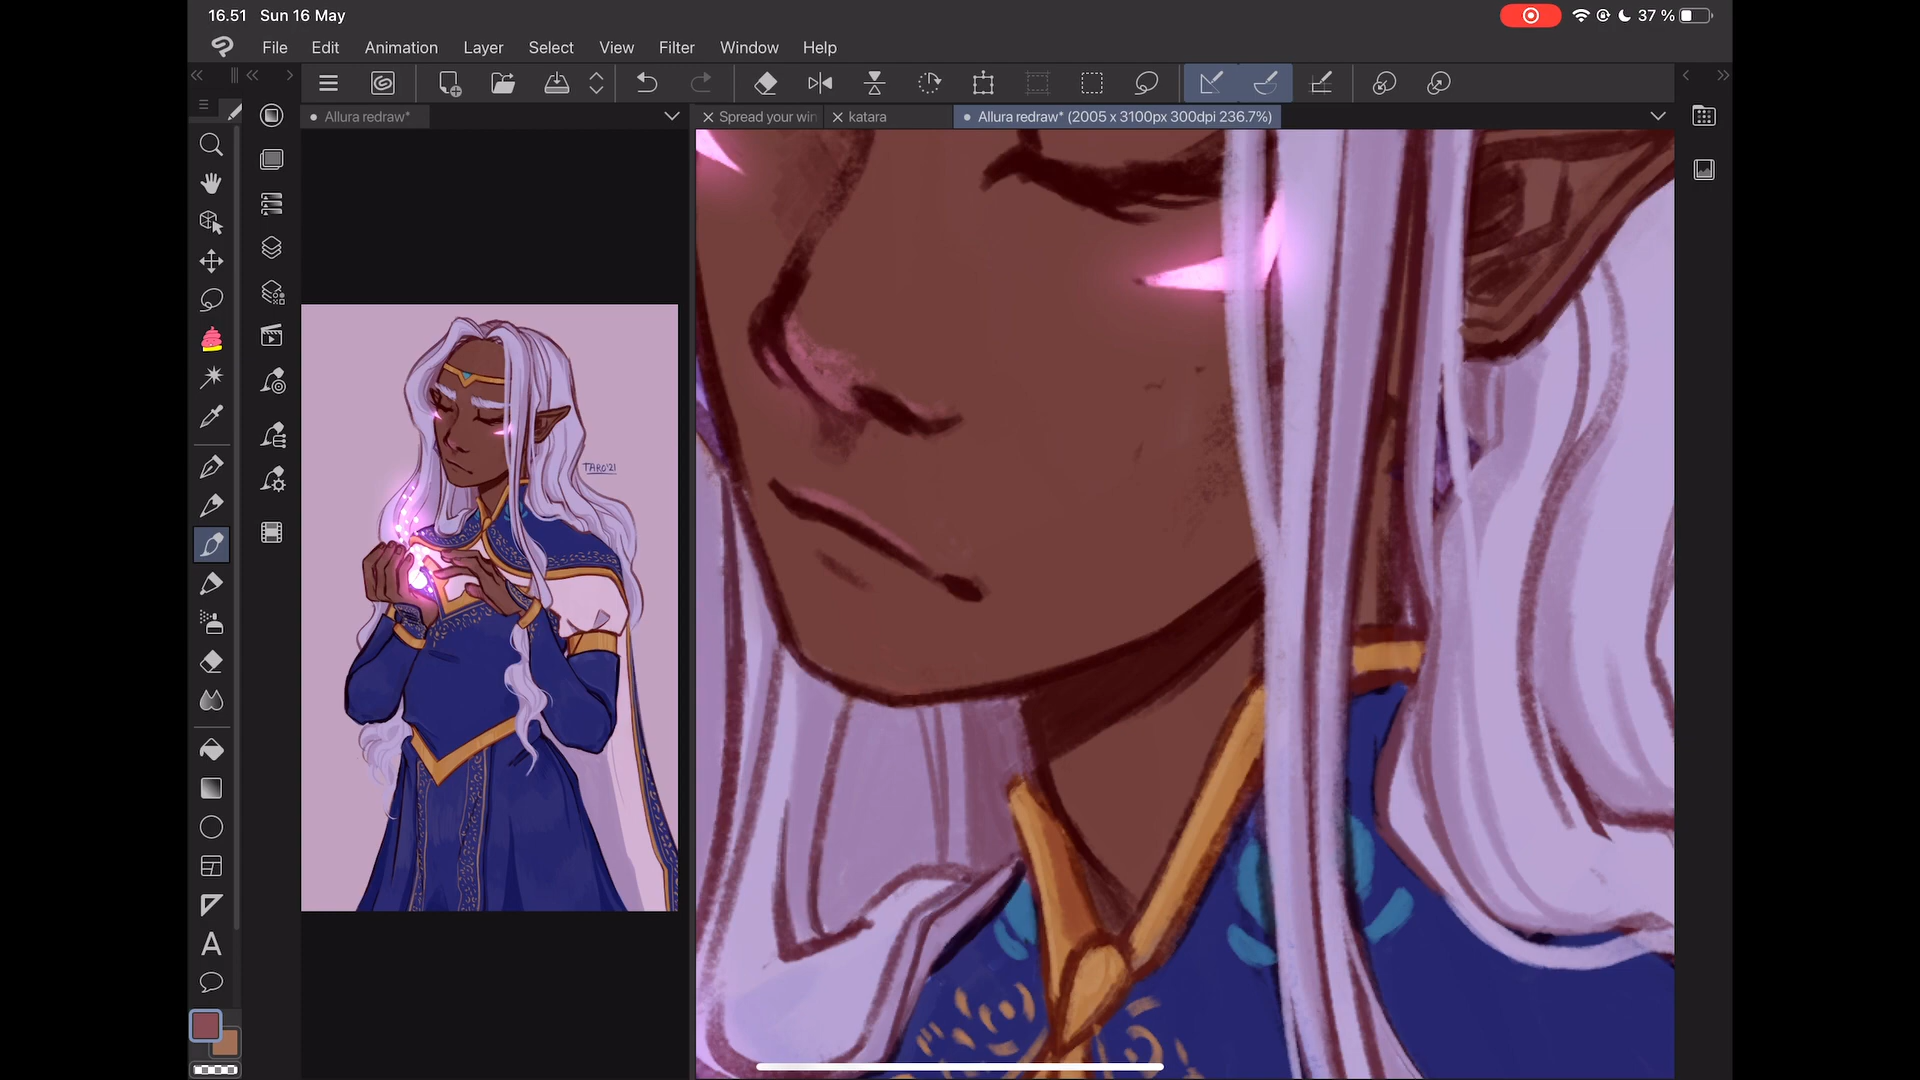 16.51 Sun 16 May 37 %
File Edit Animation Layer Select View Filter Window Help
Allura redraw* Spread your win katara Allura redraw* (2005 x 3100px 300dpi 236.7%)
TARO'21
A